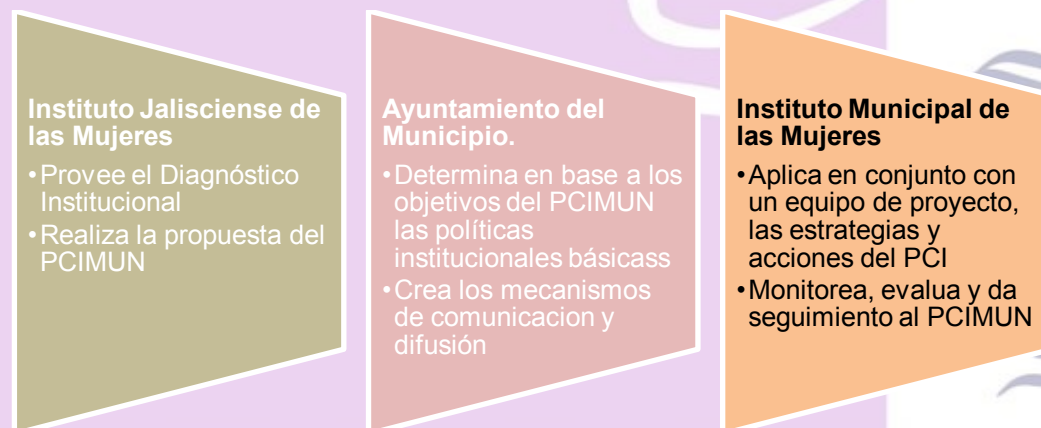 Instituto Jalisciense de
las Mujeres
•Provee el Diagnóstico
Institucional
•Realiza la propuesta del
PCIMUN
Ayuntamiento del
Municipio.
•Determina en base a los
objetivos del PCIMUN
las políticas
institucionales básicass
•Crea los mecanismos
de comunicacion y
difusión
Instituto Municipal de
las Mujeres
•Aplica en conjunto con
un equipo de proyecto,
las estrategias y
acciones del PCI
•Monitorea, evalua y da
seguimiento al PCIMUN